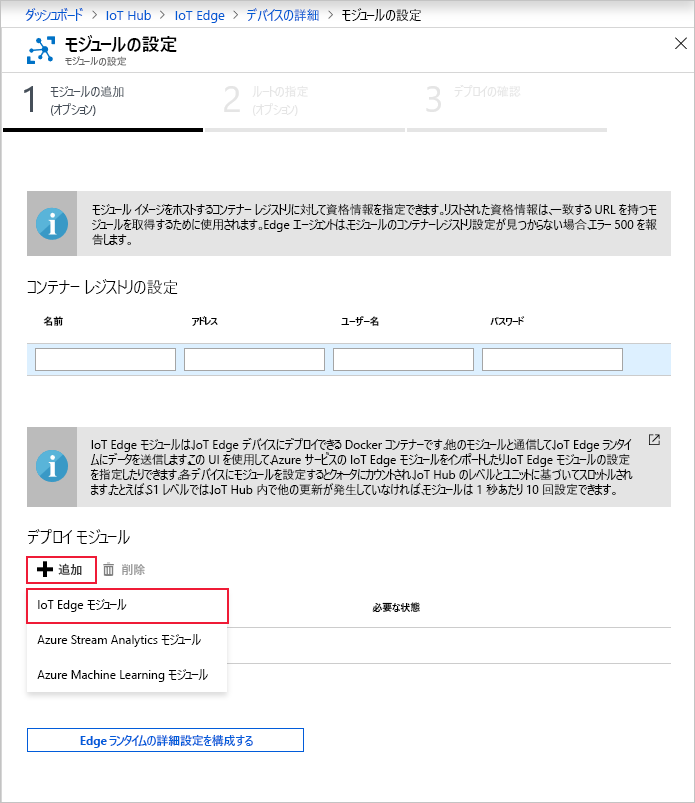 ダッシュボード > IoT Hub > IoT Edge > デバイスの詳細 > モジュールの設定
モジュールの設定
モジュールの設定
1 モジュールの追加
(オプション)
2 ルートの指定
(オプション)
3 デプロイの確認
モジュール イメージをホストするコンテナー レジストリに対して資格情報を指定できます。リストされた資格情報は、一致する URL を持つモ
ジュールを取得するために使用されます。Edge エージェントは、モジュールのコンテナーレジストリ設定が見つからない場合、エラー 500 を報
告します。
コンテナー レジストリの設定
名前 アドレス ユーザー名 パスワード
IoT Edge モジュールは、IoT Edge デバイスにデプロイできる Docker コンテナーです。他のモジュールと通信して、IoT Edge ランタイ
ムにデータを送信します。この UI を使用して、Azure サービスの IoT Edge モジュールをインポートしたり、IoT Edge モジュールの設定
を指定したりできます。各デバイスにモジュールを設定するとクォータにカウントされ、IoT Hub のレベルとユニットに基づいてスロットルされ
ます。たとえば、S1 レベルでは、IoT Hub 内で他の更新が発生していなければ、モジュールは 1 秒あたり 10 回設定できます。
デプロイ モジュール
追加 削除
IoT Edge モジュール
必要な状態
Azure Stream Analytics モジュール
Azure Machine Learning モジュール
Edge ランタイムの詳細設定を構成する